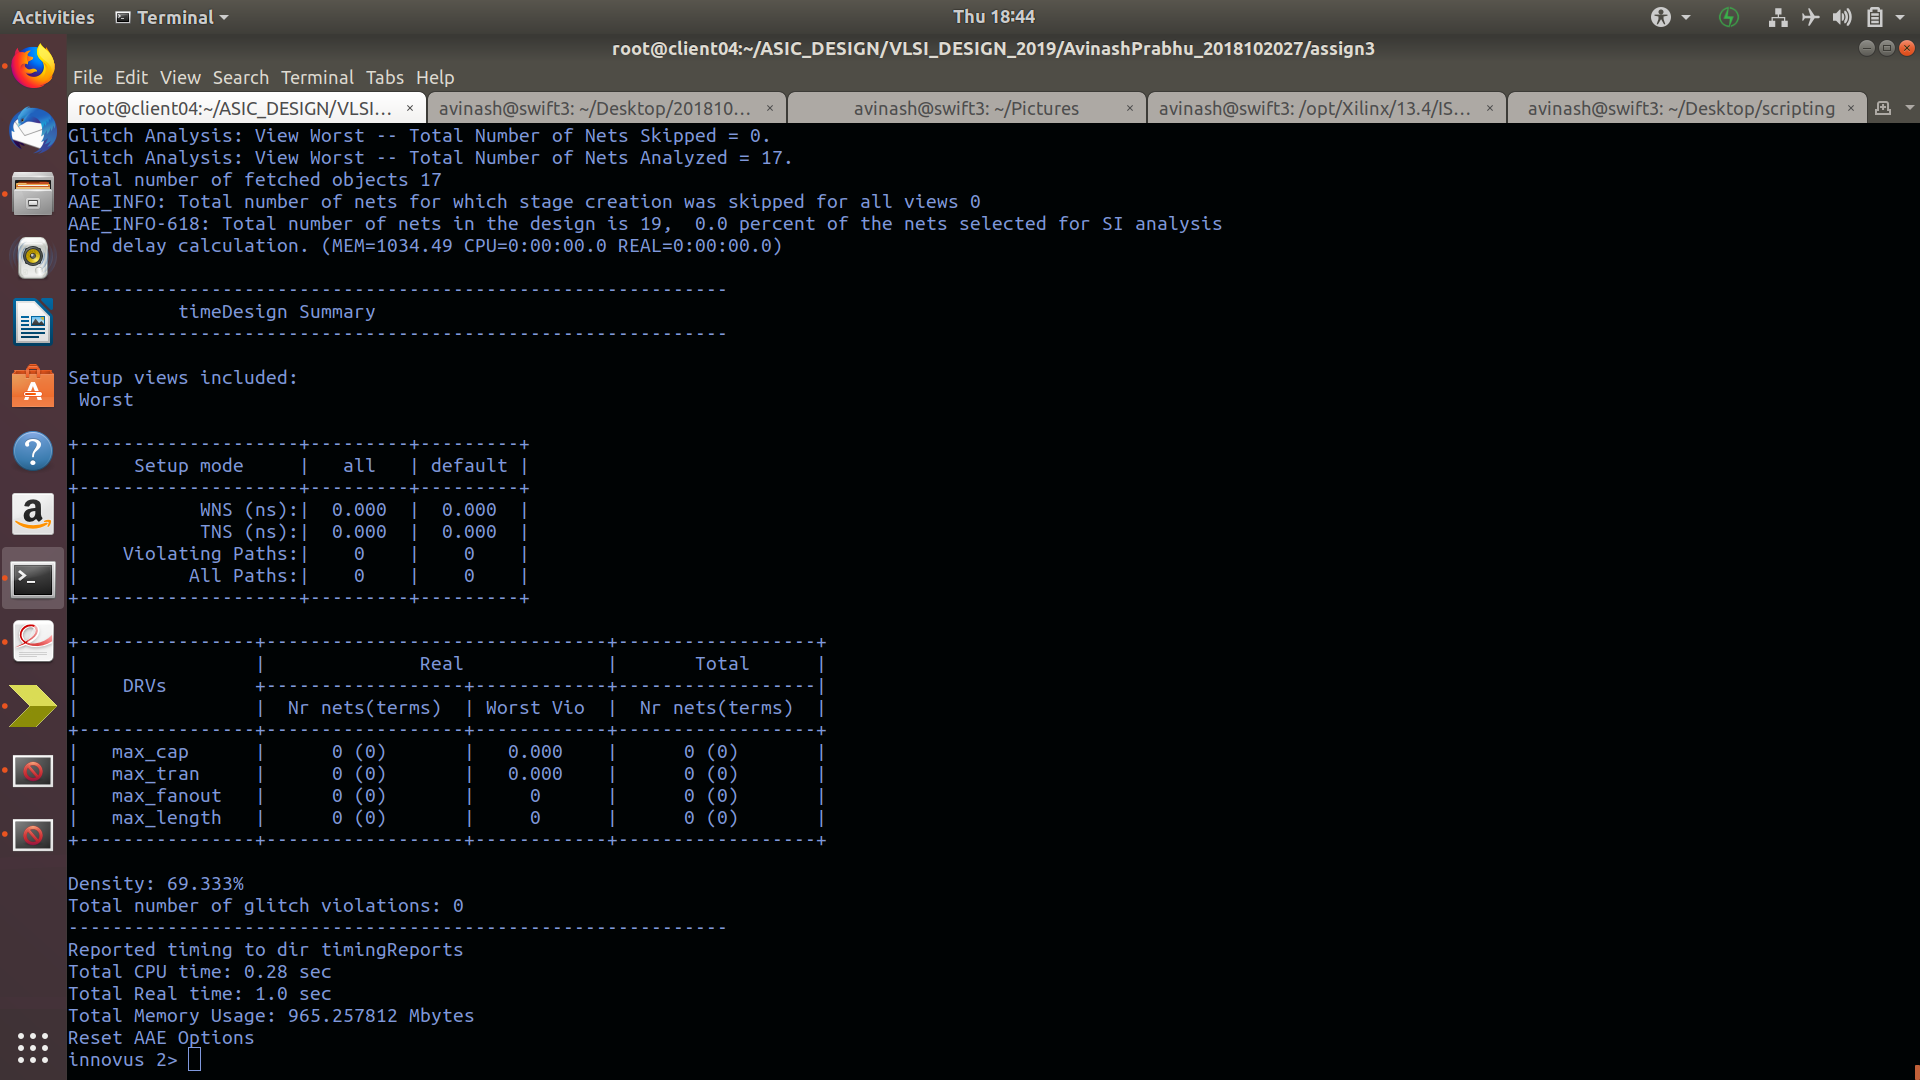 Activities Terminal Thu 18:44
root@client04:~/ASIC_DESIGN/VLSI_DESIGN_2019/AvinashPrabhu_2018102027/assign3
File Edit View Search Terminal Tabs Help
root@client04:~/ASIC_DESIGN/VLSI... × avinash@swift3: ~/Desktop/201810... × avinash@swift3: ~/Pictures × avinash@swift3: /opt/Xilinx/13.4/IS... × avinash@swift3: ~/Desktop/scripting ×
Glitch Analysis: View Worst -- Total Number of Nets Skipped = 0.
Glitch Analysis: View Worst -- Total Number of Nets Analyzed = 17.
Total number of fetched objects 17
AAE_INFO: Total number of nets for which stage creation was skipped for all views 0
AAE_INFO-618: Total number of nets in the design is 19,  0.0 percent of the nets selected for SI analysis
End delay calculation. (MEM=1034.49 CPU=0:00:00.0 REAL=0:00:00.0)
------------------------------------------------------------
          timeDesign Summary
------------------------------------------------------------
Setup views included:
 Worst
+--------------------+---------+---------+
|     Setup mode     |   all   | default |
+--------------------+---------+---------+
|           WNS (ns):|  0.000  |  0.000  |
|           TNS (ns):|  0.000  |  0.000  |
|    Violating Paths:|    0    |    0    |
|          All Paths:|    0    |    0    |
+--------------------+---------+---------+
+----------------+-------------------------------+------------------+
|                |              Real             |       Total      |
|    DRVs        +------------------+------------+------------------|
|                |  Nr nets(terms)  | Worst Vio  |  Nr nets(terms)  |
+----------------+------------------+------------+------------------+
|   max_cap      |      0 (0)       |   0.000    |      0 (0)       |
|   max_tran     |      0 (0)       |   0.000    |      0 (0)       |
|   max_fanout   |      0 (0)       |     0      |      0 (0)       |
|   max_length   |      0 (0)       |     0      |      0 (0)       |
+----------------+------------------+------------+------------------+
Density: 69.333%
Total number of glitch violations: 0
------------------------------------------------------------
Reported timing to dir timingReports
Total CPU time: 0.28 sec
Total Real time: 1.0 sec
Total Memory Usage: 965.257812 Mbytes
Reset AAE Options
innovus 2>